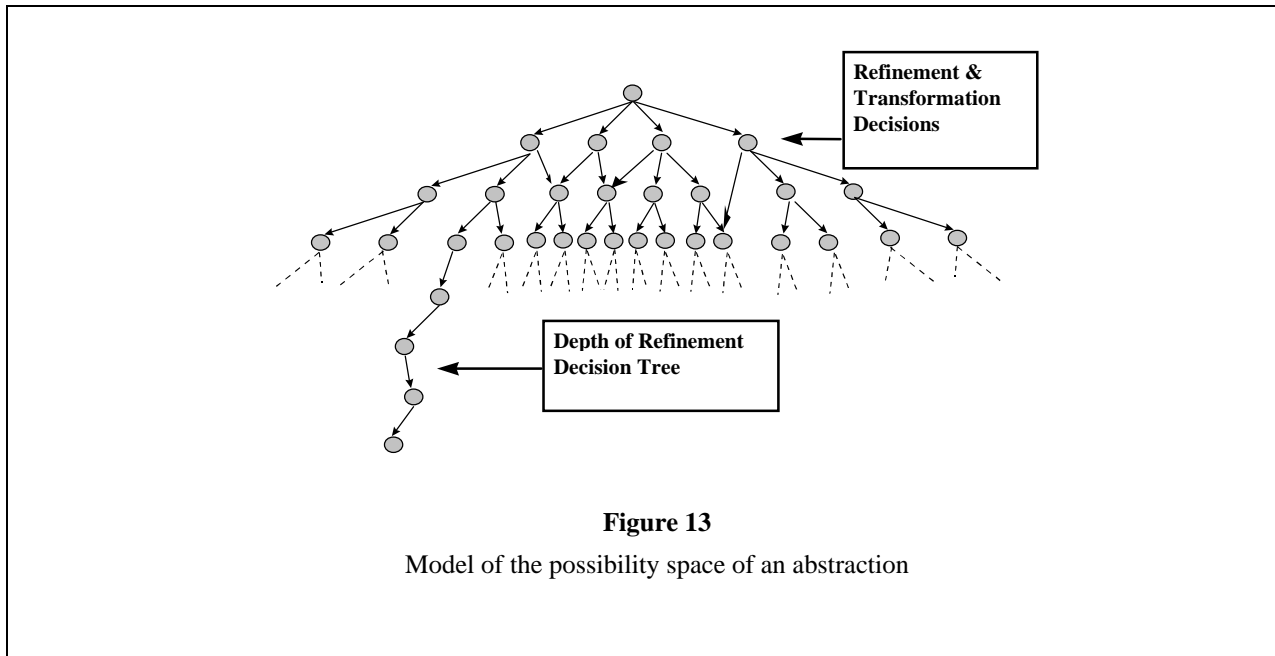 Refinement &
Transformation
Decisions
Depth of Refinement
Decision Tree
Figure 13
Model of the possibility space of an abstraction